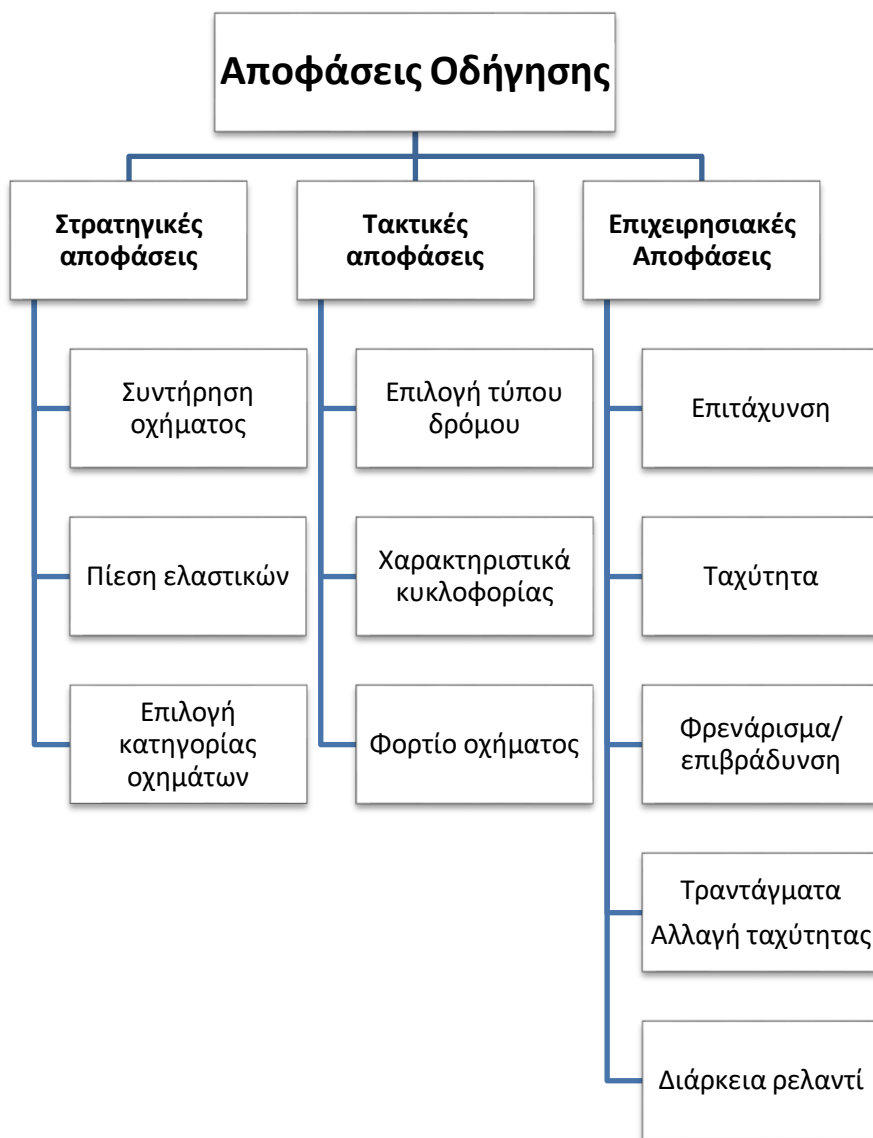 Αποφάσεις Οδήγησης
Στρατηγικές
αποφάσεις
Συντήρηση
οχήματος
Πίεση ελαστικών
Επιλογή
κατηγορίας
οχημάτων
Τακτικές
αποφάσεις
Επιλογή τύπου
δρόμου
Χαρακτηριστικά
κυκλοφορίας
Φορτίο οχήματος
Επιχειρησιακές
Αποφάσεις
Επιτάχυνση
Ταχύτητα
Φρενάρισμα/
επιβράδυνση
Τραντάγματα
Αλλαγή ταχύτητας
Διάρκεια ρελαντί